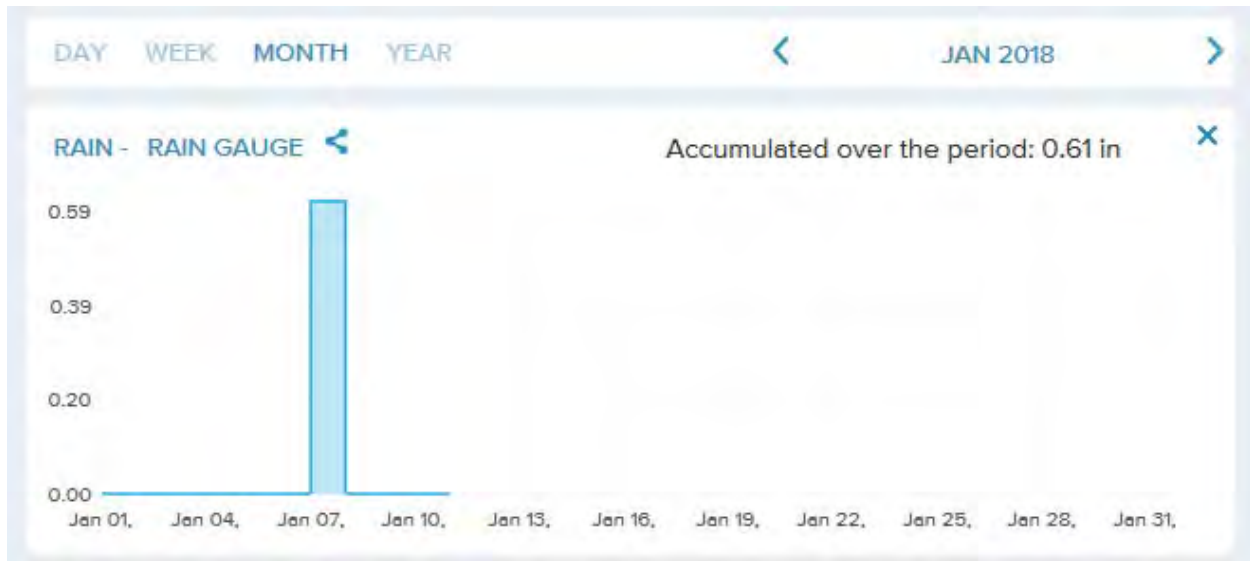 DAY WEEK MONTH YEAR JAN 2018
RAIN - RAIN GAUGE Accumulated over the period: 0.61 in
0.59
0.39
0.20
0.00
Jan 01, Jan 04, Jan 07, Jan 10, Jan 13, Jan 16, Jan 19, Jan 22, Jan 25, Jan 28, Jan 31,